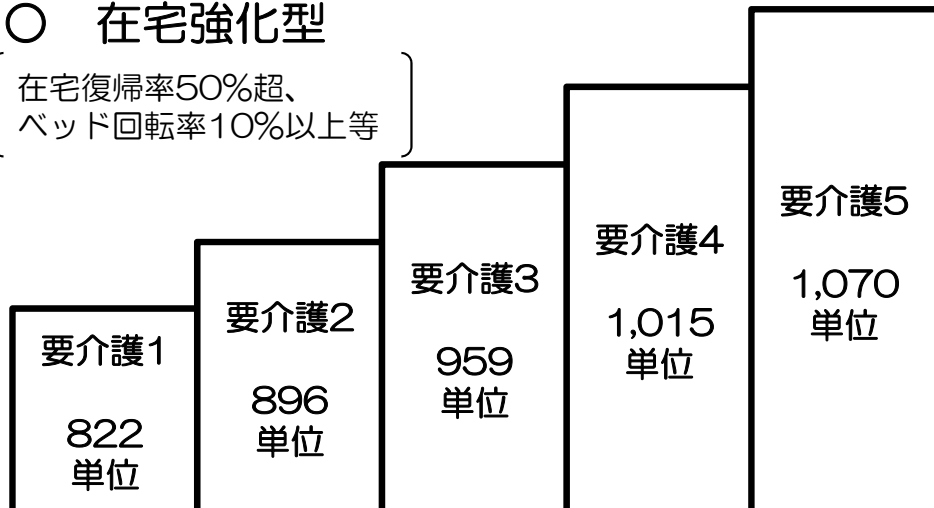 ○ 在宅強化型
在宅復帰率50%超、
ベッド回転率10%以上等
要介護1
822
単位
要介護2
896
単位
要介護3
959
単位
要介護4
1,015
単位
要介護5
1,070
単位